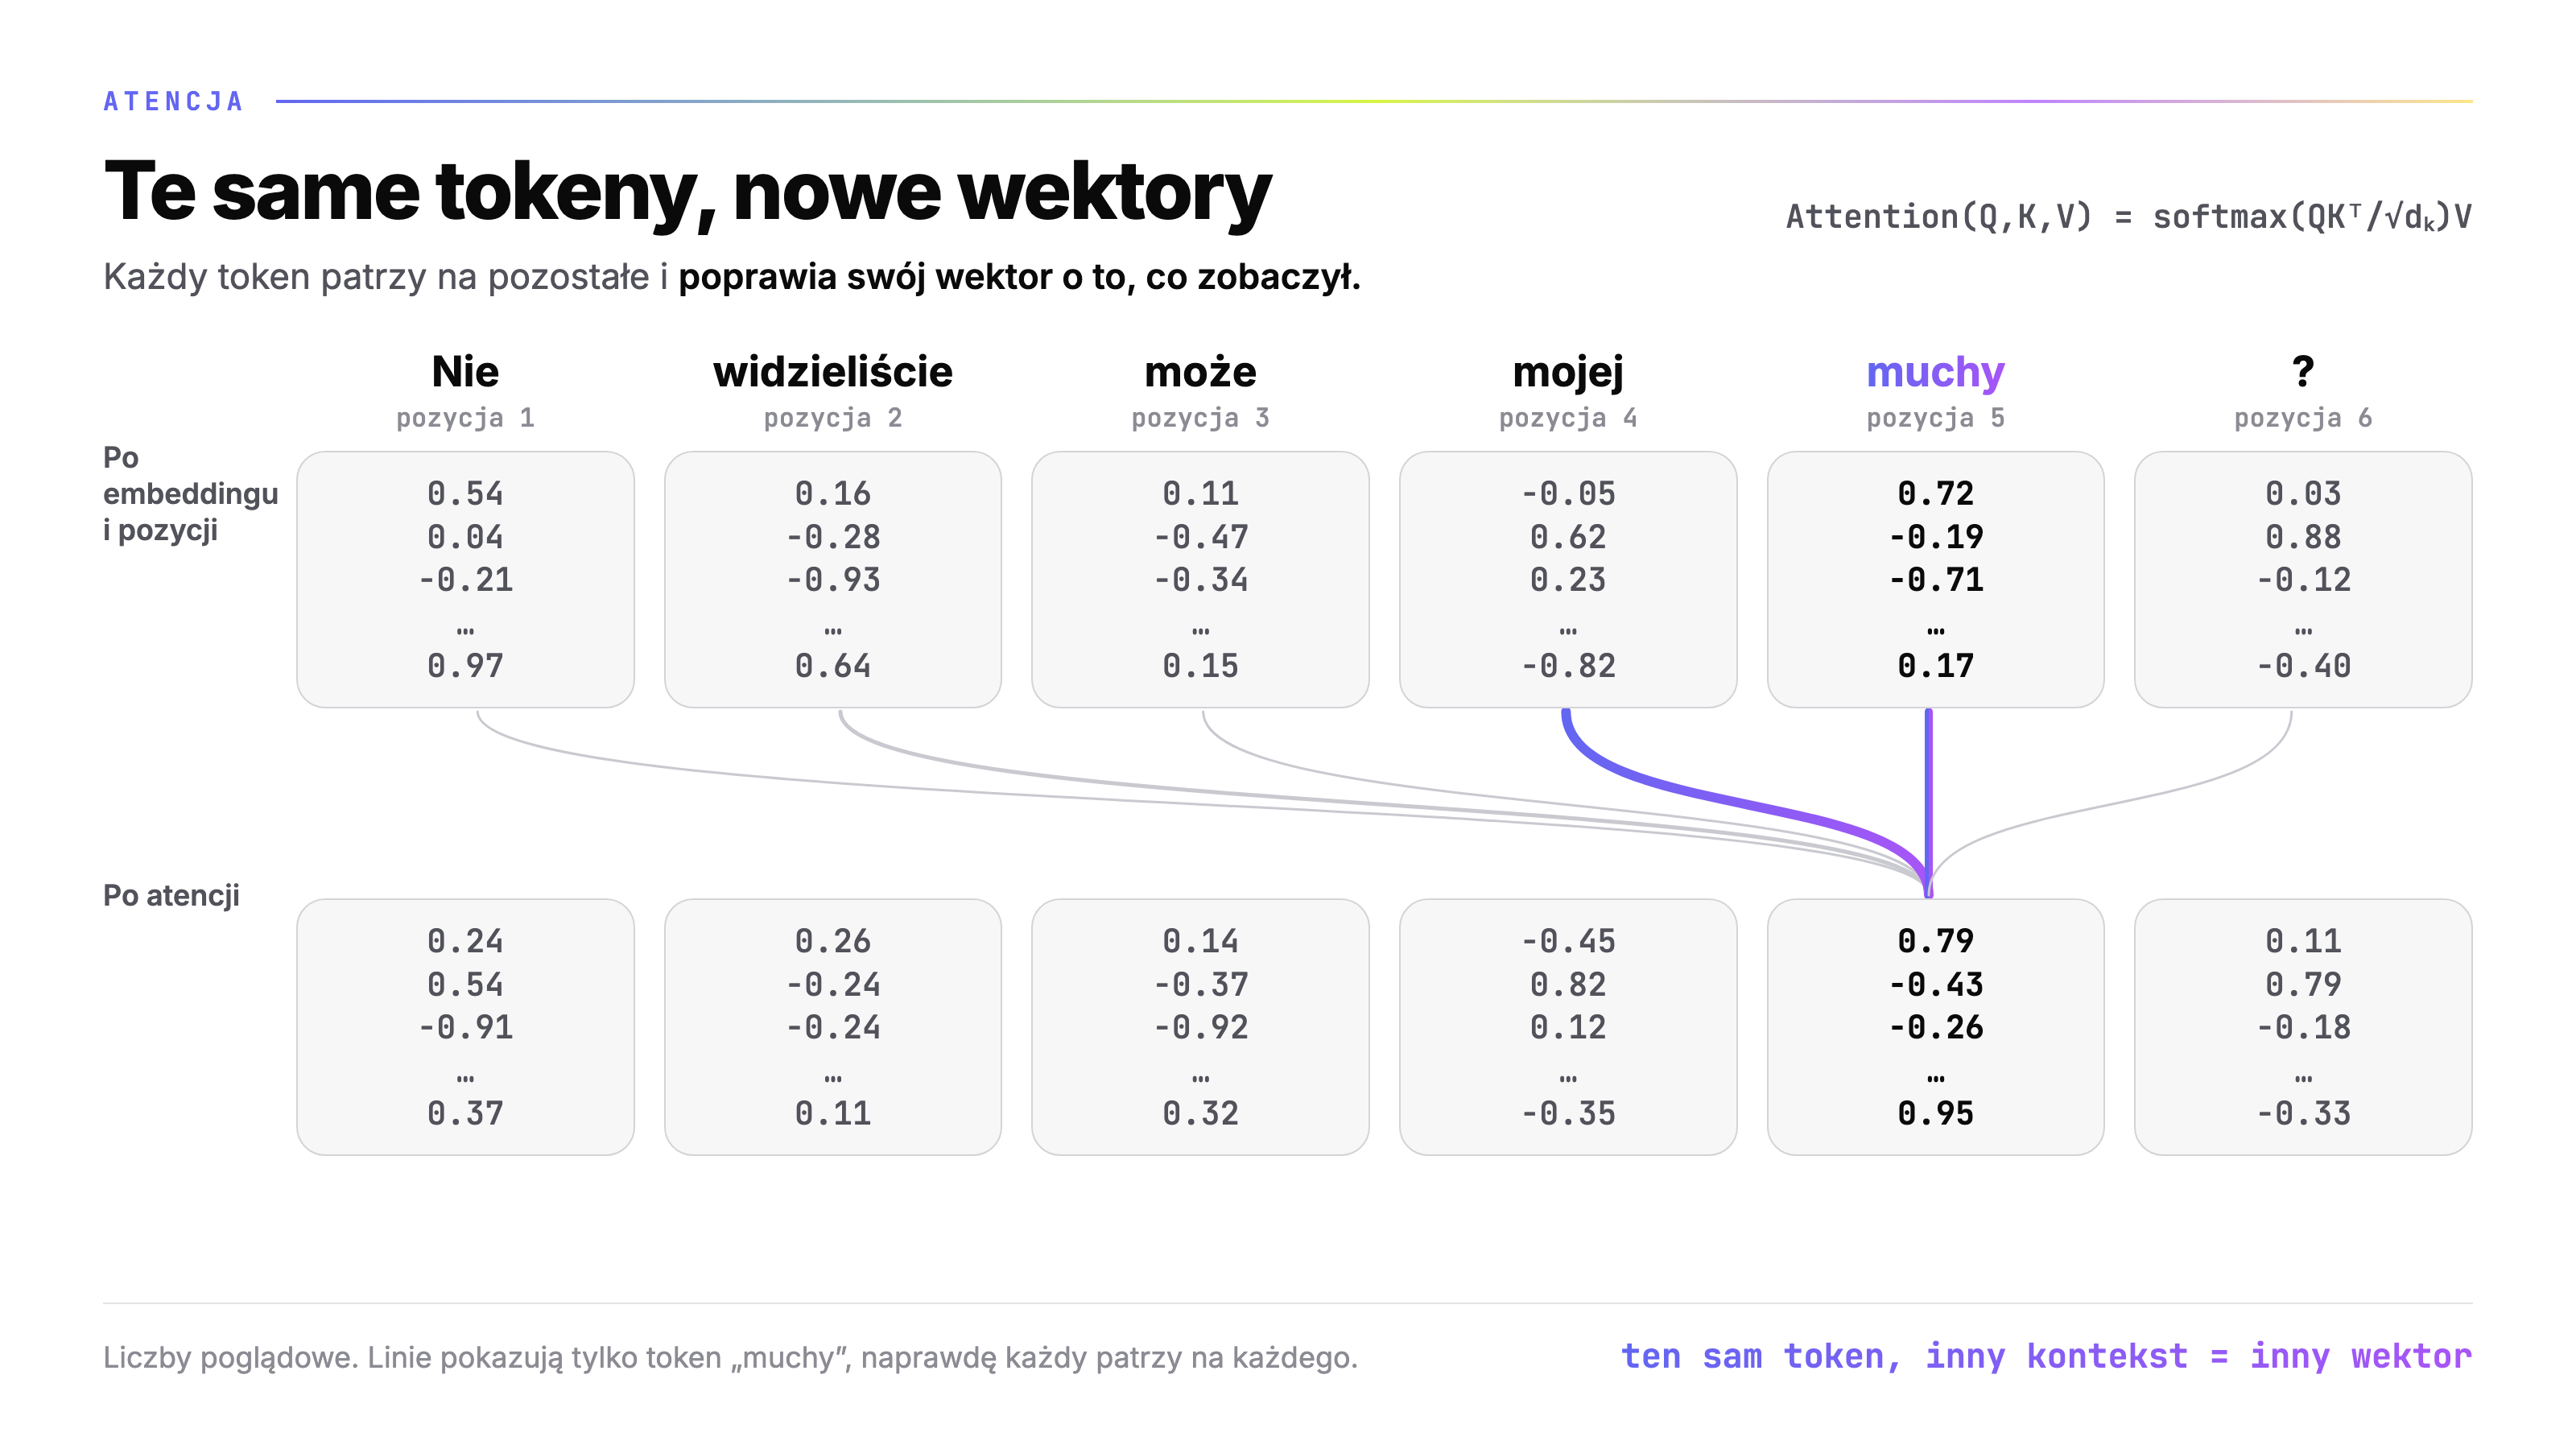 ATENCJA
Te same tokeny, nowe wektory
Attention(Q,K,V) = softmax(QKᵀ/√dₖ)V
Każdy token patrzy na pozostałe i poprawia swój wektor o to, co zobaczył.
Nie widzieliście może mojej muchy ?
pozycja 1 pozycja 2 pozycja 3 pozycja 4 pozycja 5 pozycja 6
Po
embeddingu
i pozycji
0.54 0.16 0.11 -0.05 0.72 0.03
0.04 -0.28 -0.47 0.62 -0.19 0.88
-0.21 -0.93 -0.34 0.23 -0.71 -0.12
… … … … … …
0.97 0.64 0.15 -0.82 0.17 -0.40
Po atencji
0.24 0.26 0.14 -0.45 0.79 0.11
0.54 -0.24 -0.37 0.82 -0.43 0.79
-0.91 -0.24 -0.92 0.12 -0.26 -0.18
… … … … … …
0.37 0.11 0.32 -0.35 0.95 -0.33
Liczby poglądowe. Linie pokazują tylko token „muchy”, naprawdę każdy patrzy na każdego.
ten sam token, inny kontekst = inny wektor